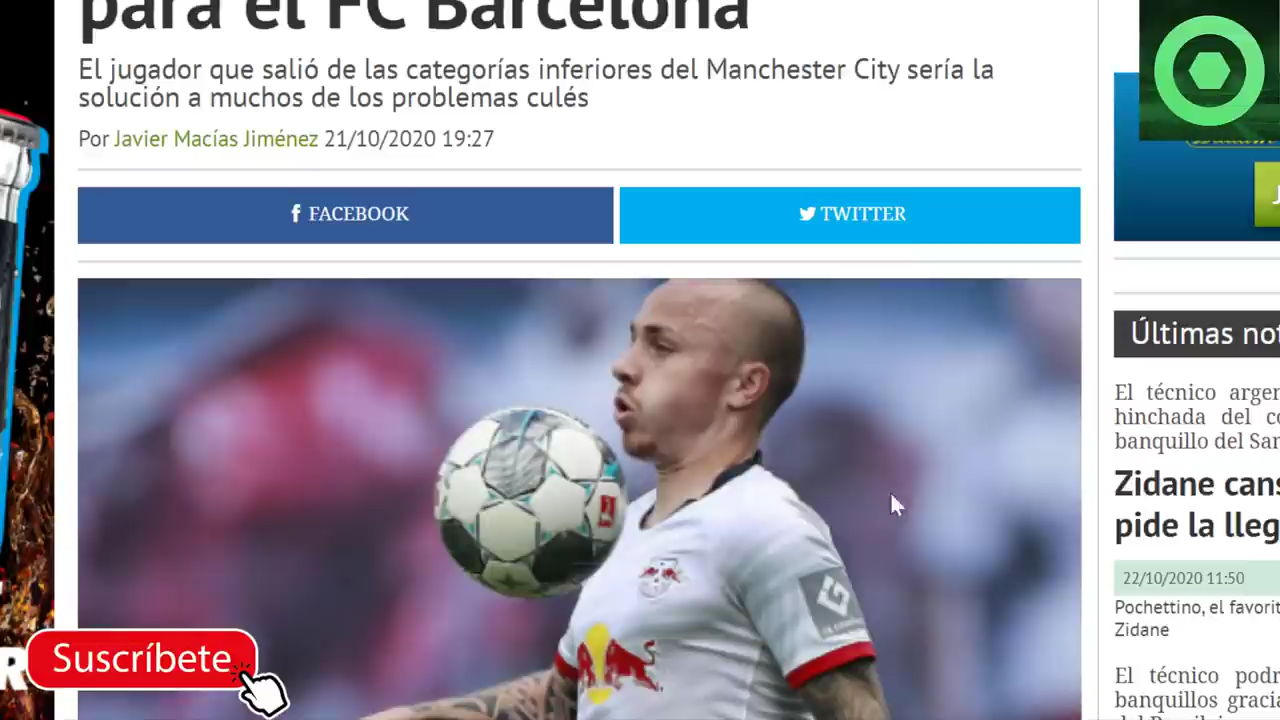 para el FC Barcelona
El jugador que salió de las categorías inferiores del Manchester City sería la
solución a muchos de los problemas culés
Por Javier Macías Jiménez 21/10/2020 19:27
FACEBOOK
TWITTER
Últimas not
El técnico argen
hinchada del co
banquillo del San
Zidane cans
pide la lleg
22/10/2020 11:50
Pochettino, el favorit
Zidane
El técnico podr
banquillos gracia
Suscríbete